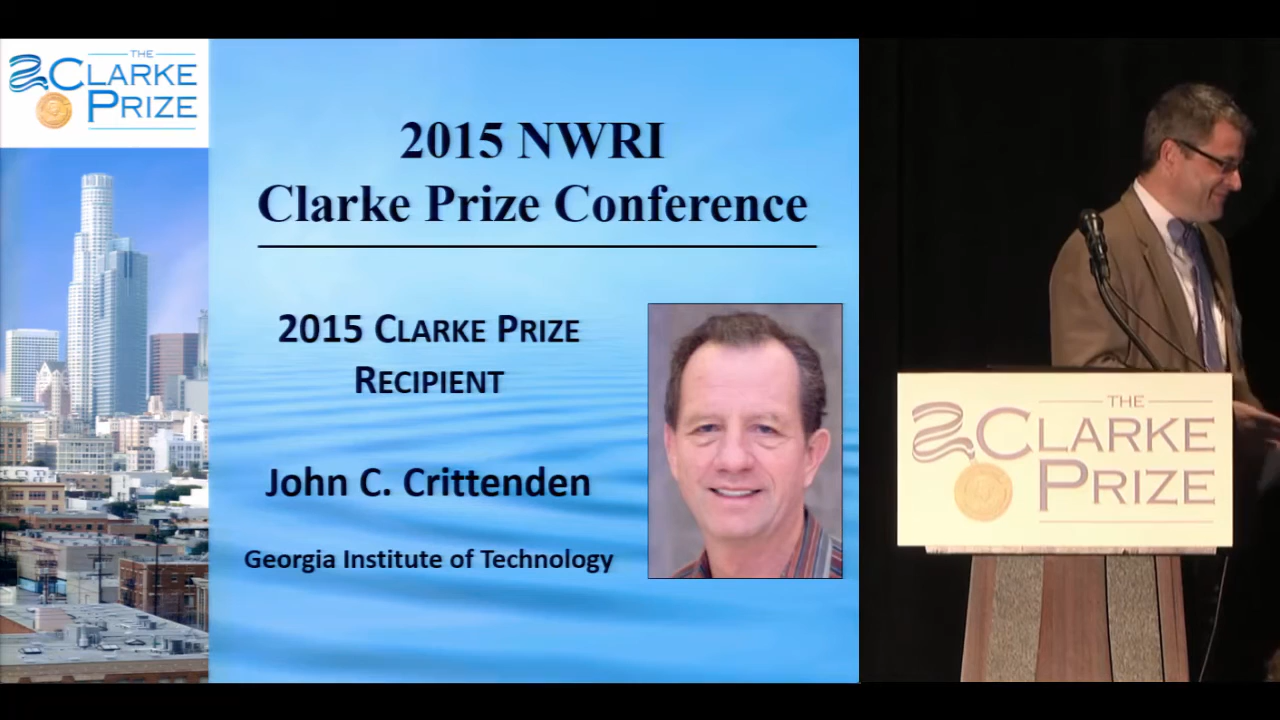 THE
CLARKE
PRIZE
2015 NWRI
Clarke Prize Conference
2015 CLARKE PRIZE
RECIPIENT
John C. Crittenden
Georgia Institute of Technology
THE
CLARKE
PRIZE